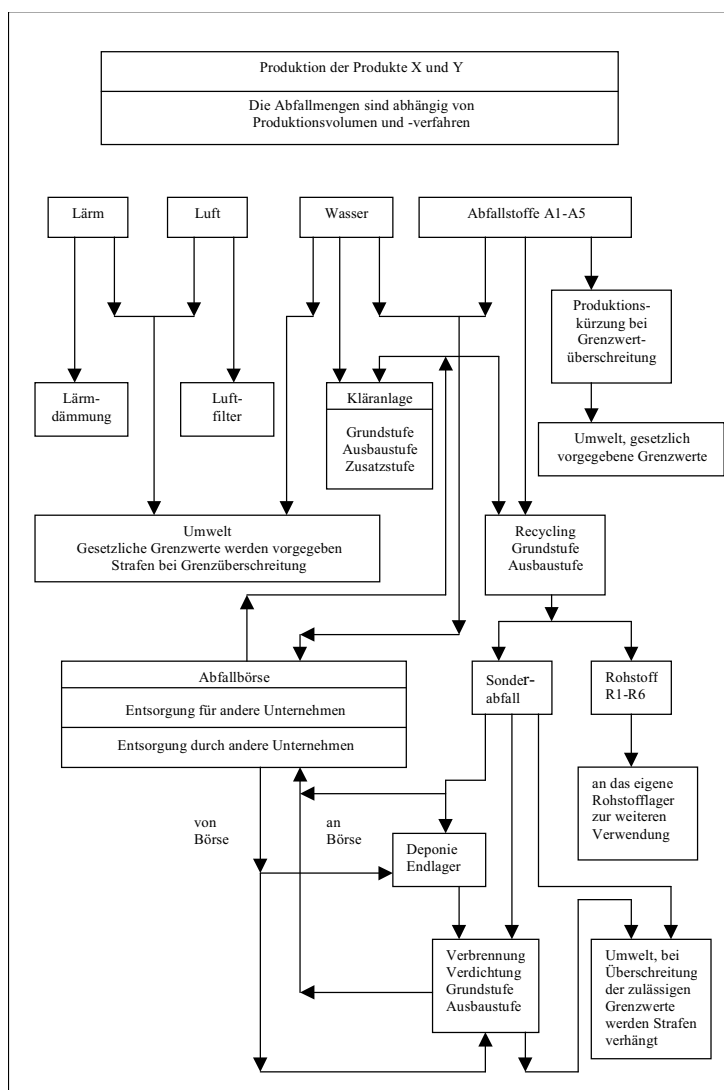 Produktion der Produkte X und Y
Die Abfallmengen sind abhängig von
Produktionsvolumen und -verfahren
Lärm
Luft
Wasser
Abfallstoffe A1-A5
Produktions-
kürzung bei
Grenzwert-
überschreitung
Lärm-
dämmung
Luft-
filter
Kläranlage
Grundstufe
Ausbaustufe
Zusatzstufe
Umwelt, gesetzlich
vorgegebene Grenzwerte
Umwelt
Gesetzliche Grenzwerte werden vorgegeben
Strafen bei Grenzüberschreitung
Recycling
Grundstufe
Ausbaustufe
Abfallbörse
Entsorgung für andere Unternehmen
Entsorgung durch andere Unternehmen
Sonder-
abfall
Rohstoff
R1-R6
an das eigene
Rohstofflager
zur weiteren
Verwendung
von
Börse
an
Börse
Deponie
Endlager
Verbrennung
Verdichtung
Grundstufe
Ausbaustufe
Umwelt, bei
Überschreitung
der zulässigen
Grenzwerte
werden Strafen
verhängt